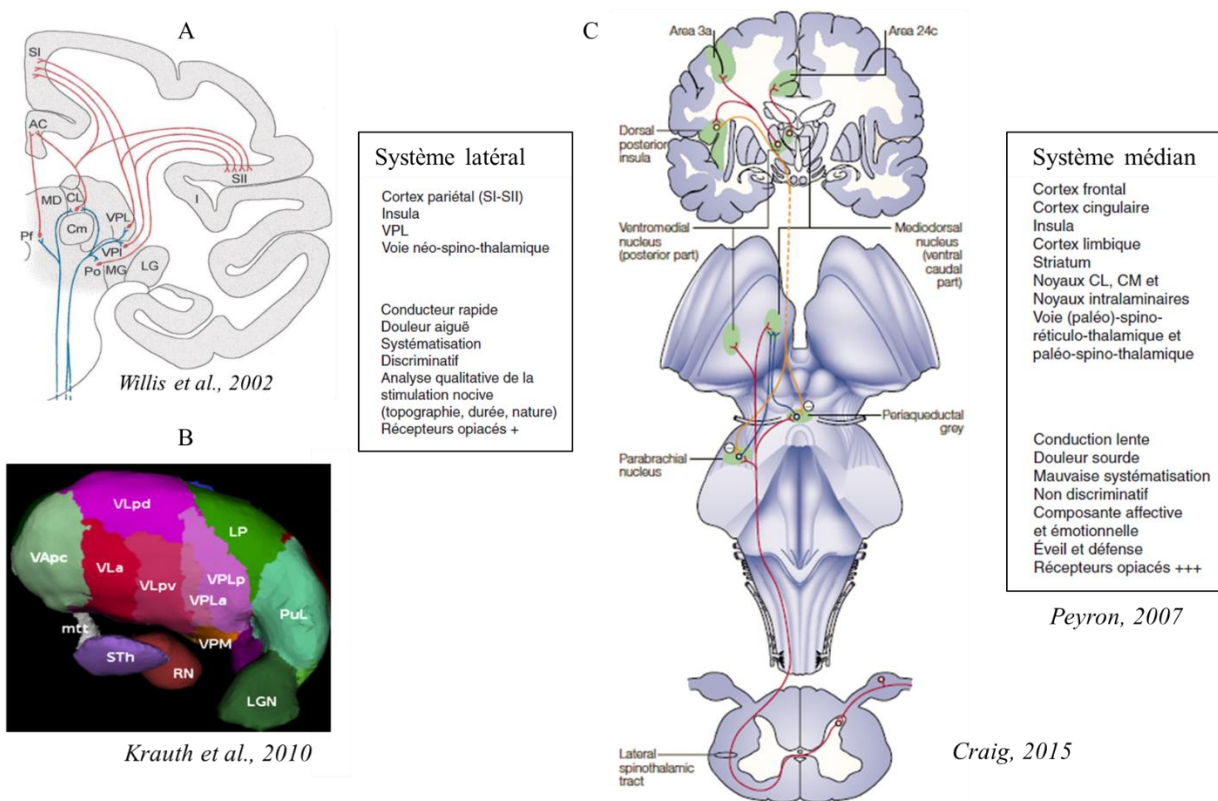 A
SI
AC
MD
CL
Cm
VPL
Pf
VPI
Po
MG
LG
I
SII
Willis et al., 2002
B
VLpd
LP
VApc
VLa
VLpv
VPLp
VPLa
PuL
mtt
VPM
STh
RN
LGN
Krauth et al., 2010
Système latéral
Cortex pariétal (SI-SII)
Insula
VPL
Voie néo-spino-thalamique
Conducteur rapide
Douleur aiguë
Systématisation
Discriminatif
Analyse qualitative de la
stimulation nocive
(topographie, durée, nature)
Récepteurs opiacés +
C
Area 3a
Area 24c
Dorsal
posterior
insula
Ventromedial
nucleus
(posterior part)
Mediodorsal
nucleus
(ventral
caudal
part)
Periaqueductal
grey
Parabrachial
nucleus
Lateral
spinothalamic
tract
Craig, 2015
Système médian
Cortex frontal
Cortex cingulaire
Insula
Cortex limbique
Striatum
Noyaux CL, CM et
Noyaux intralaminaires
Voie (paléo)-spino-
réticulo-thalamique et
paléo-spino-thalamique
Conduction lente
Douleur sourde
Mauvaise systématisation
Non discriminatif
Composante affective
et émotionnelle
Éveil et défense
Récepteurs opiacés +++
Peyron, 2007